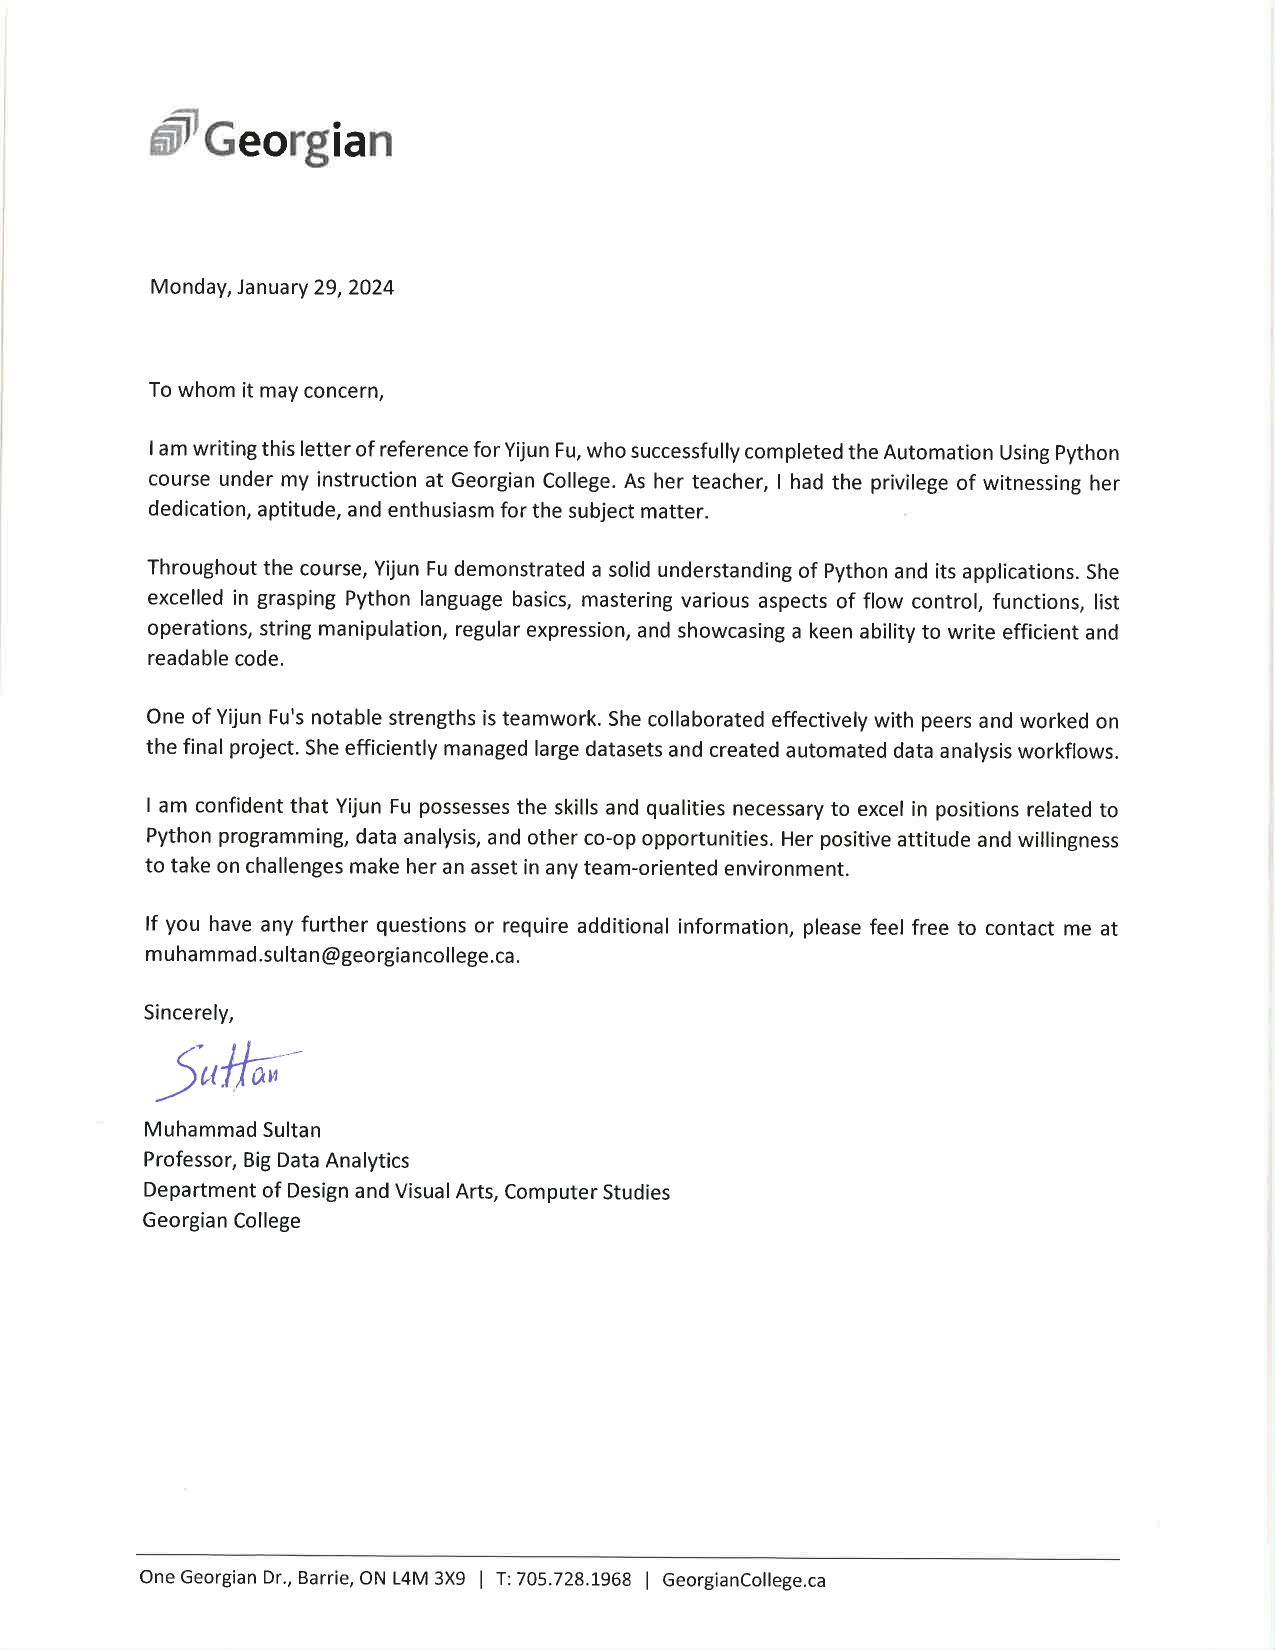 Georgian
Monday, January 29, 2024
To whom it may concern,
I am writing this letter of reference for Yijun Fu, who successfully completed the Automation Using Python
course under my instruction at Georgian College. As her teacher, I had the privilege of witnessing her
dedication, aptitude, and enthusiasm for the subject matter.
Throughout the course, Yijun Fu demonstrated a solid understanding of Python and its applications. She
excelled in grasping Python language basics, mastering various aspects of flow control, functions, list
operations, string manipulation, regular expression, and showcasing a keen ability to write efficient and
readable code.
One of Yijun Fu's notable strengths is teamwork. She collaborated effectively with peers and worked on
the final project. She efficiently managed large datasets and created automated data analysis workflows.
I am confident that Yijun Fu possesses the skills and qualities necessary to excel in positions related to
Python programming, data analysis, and other co-op opportunities. Her positive attitude and willingness
to take on challenges make her an asset in any team-oriented environment.
If you have any further questions or require additional information, please feel free to contact me at
muhammad.sultan@georgiancollege.ca.
Sincerely,
Sultan
Muhammad Sultan
Professor, Big Data Analytics
Department of Design and Visual Arts, Computer Studies
Georgian College
One Georgian Dr., Barrie, ON L4M 3X9 | T: 705.728.1968 | GeorgianCollege.ca